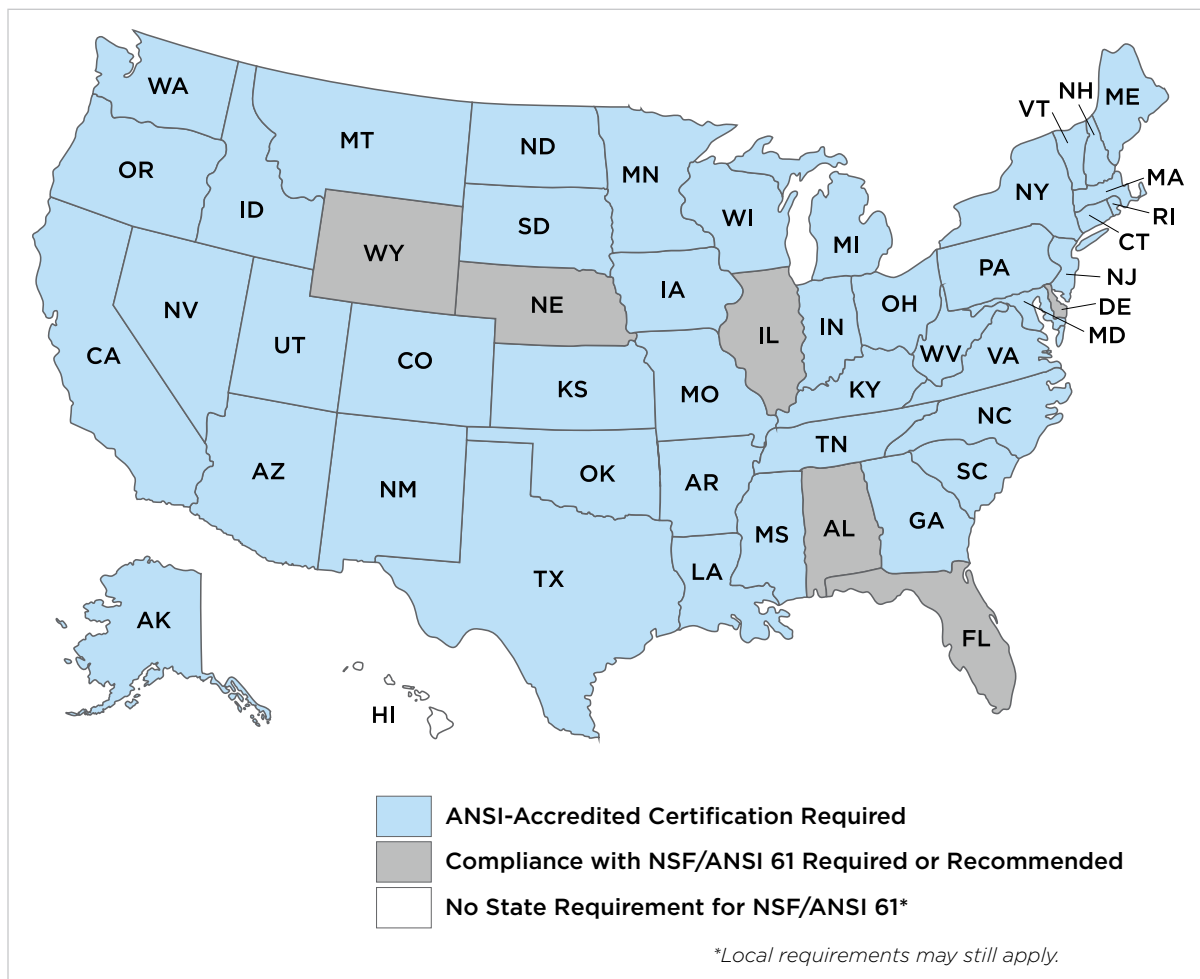 WA
OR
CA
NV
ID
MT
WY
UT
AZ
CO
NM
ND
SD
NE
KS
OK
TX
MN
IA
MO
AR
LA
WI
IL
MI
IN
OH
KY
TN
MS
AL
GA
FL
SC
NC
VA
WV
PA
NY
VT
NH
ME
MA
RI
CT
NJ
DE
MD
AK
HI
ANSI-Accredited Certification Required
Compliance with NSF/ANSI 61 Required or Recommended
No State Requirement for NSF/ANSI 61*
*Local requirements may still apply.